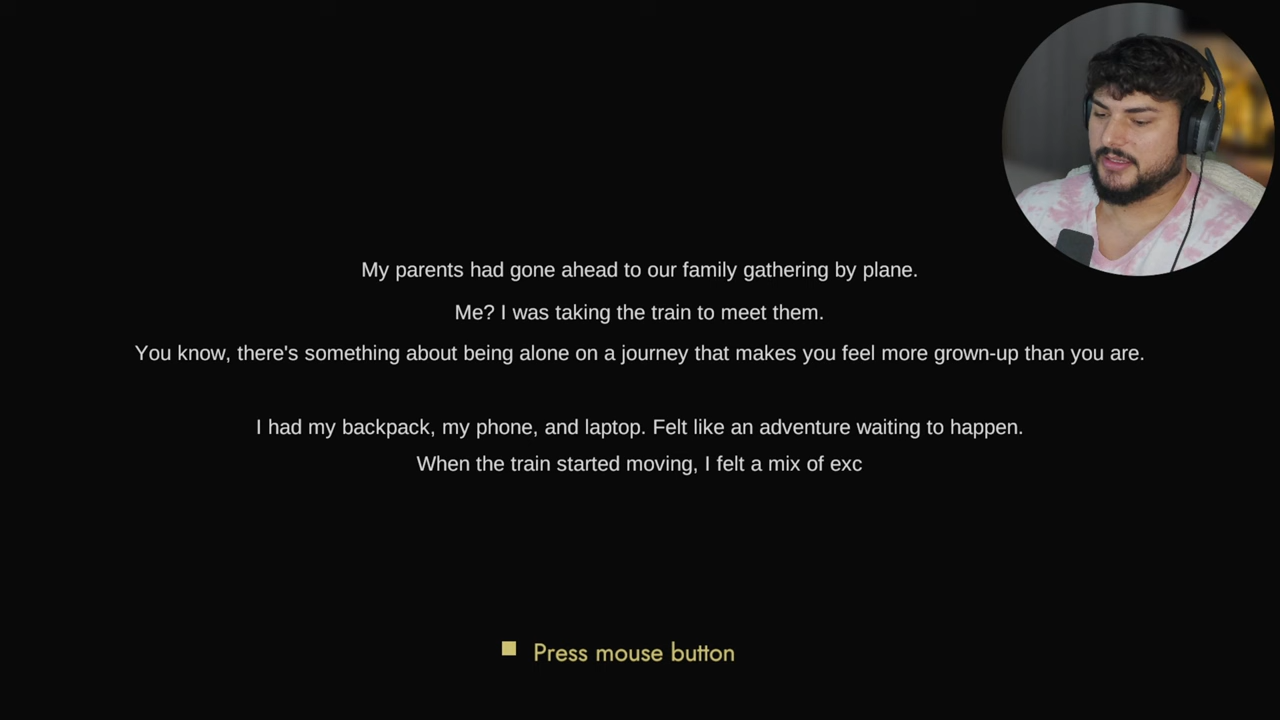 My parents had gone ahead to our family gathering by plane.
Me? I was taking the train to meet them.
You know, there's something about being alone on a journey that makes you feel more grown-up than you are.
I had my backpack, my phone, and laptop. Felt like an adventure waiting to happen.
When the train started moving, I felt a mix of exc
Press mouse button